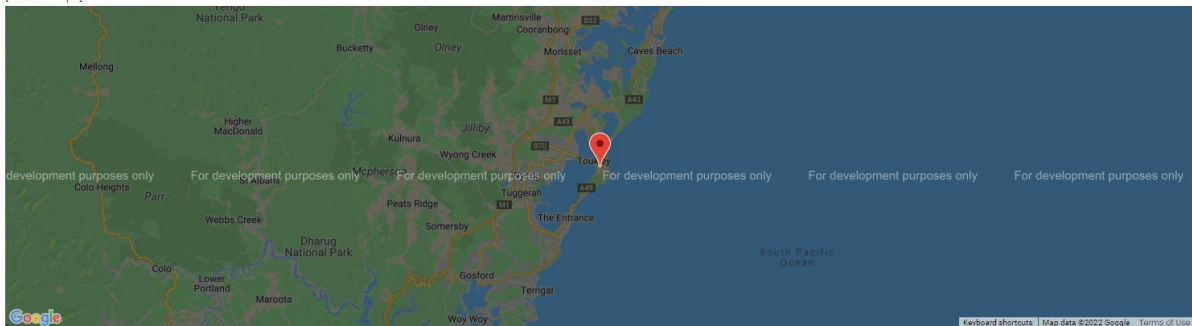 Yengo
National Park
Martinsville
Cooranbong
B53
Olney
Olney
Bucketty
Morisset
Caves Beach
Mellong
M1
A43
A43
Higher
MacDonald
Jilliby
Kulnura
B70
Wyong Creek
Toukley
development purposes only
For development purposes only
For development purposes only
For development purposes only
For development purposes only
For development purposes only
St Albans
Mcpherson
Colo Heights
Parr
Tuggerah
A49
M1
Peats Ridge
The Entrance
Webbs Creek
Somersby
Dharug
National Park
South Pacific
Ocean
Colo
Gosford
Lower
Portland
Terrigal
Maroota
Woy Woy
Google
Keyboard shortcuts
Map data ©2022 Google
Terms of Use